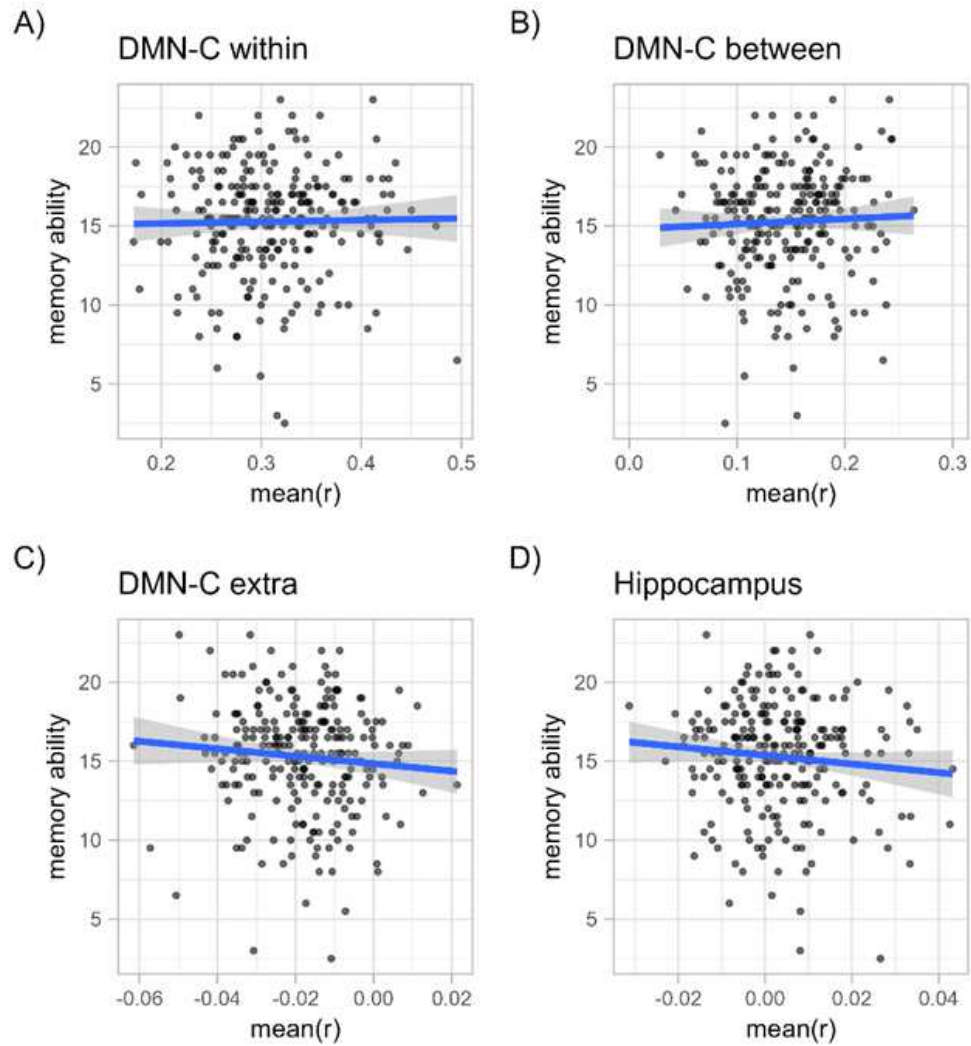 A)
DMN-C within
memory ability
20
15
10
5
0.2 0.3 0.4 0.5
mean(r)
B)
DMN-C between
memory ability
20
15
10
5
0.0 0.1 0.2 0.3
mean(r)
C)
DMN-C extra
memory ability
20
15
10
5
-0.06 -0.04 -0.02 0.00 0.02
mean(r)
D)
Hippocampus
memory ability
20
15
10
5
-0.02 0.00 0.02 0.04
mean(r)